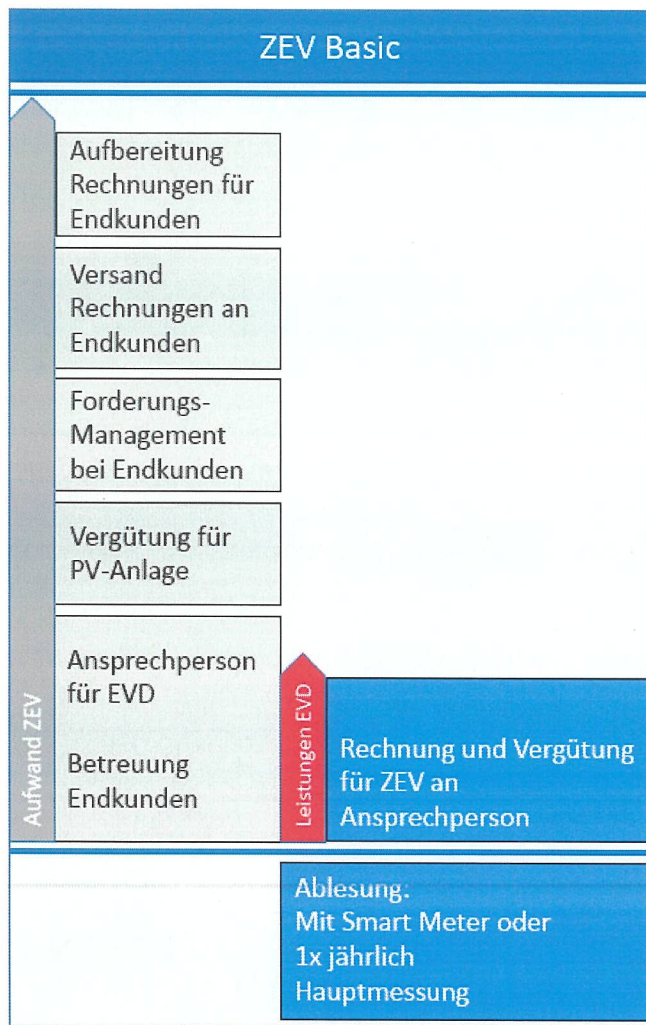 ZEV Basic
Aufbereitung
Rechnungen für
Endkunden
Versand
Rechnungen an
Endkunden
Forderungs-
Management
bei Endkunden
Vergütung für
PV-Anlage
Ansprechperson
für EVD
Betreuung
Endkunden
Aufwand ZEV
Leistungen EVD
Rechnung und Vergütung
für ZEV an
Ansprechperson
Ablesung:
Mit Smart Meter oder
1x jährlich
Hauptmessung